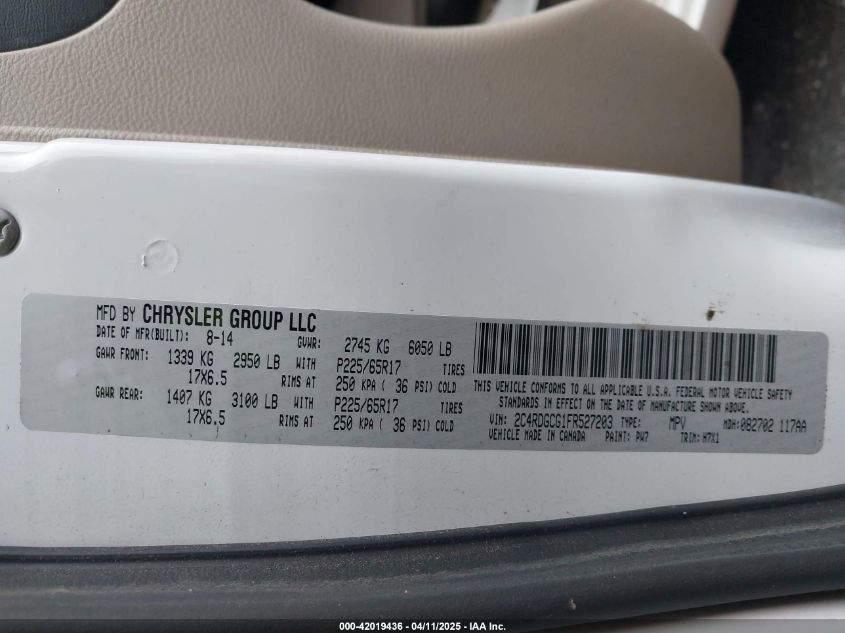 MFD BY CHRYSLER GROUP LLC
DATE OF MFR(BUILT): 8-14 GVWR: 2745 KG 6050 LB
GAWR FRONT: 1339 KG 2950 LB WITH P225/65R17 TIRES
17X6.5 RIMS AT 250 KPA ( 36 PSI) COLD
GAWR REAR: 1407 KG 3100 LB WITH P225/65R17 TIRES
17X6.5 RIMS AT 250 KPA ( 36 PSI) COLD
THIS VEHICLE CONFORMS TO ALL APPLICABLE U.S.A. FEDERAL MOTOR VEHICLE SAFETY
STANDARDS IN EFFECT ON THE DATE OF MANUFACTURE SHOWN ABOVE.
VIN: 2C4RDGCG1FR527203 TYPE: MPV MDH:082702 117AA
VEHICLE MADE IN CANADA PAINT: PW7 TRIM: H7X1
000-42019436 - 04/11/2025 - IAA Inc.